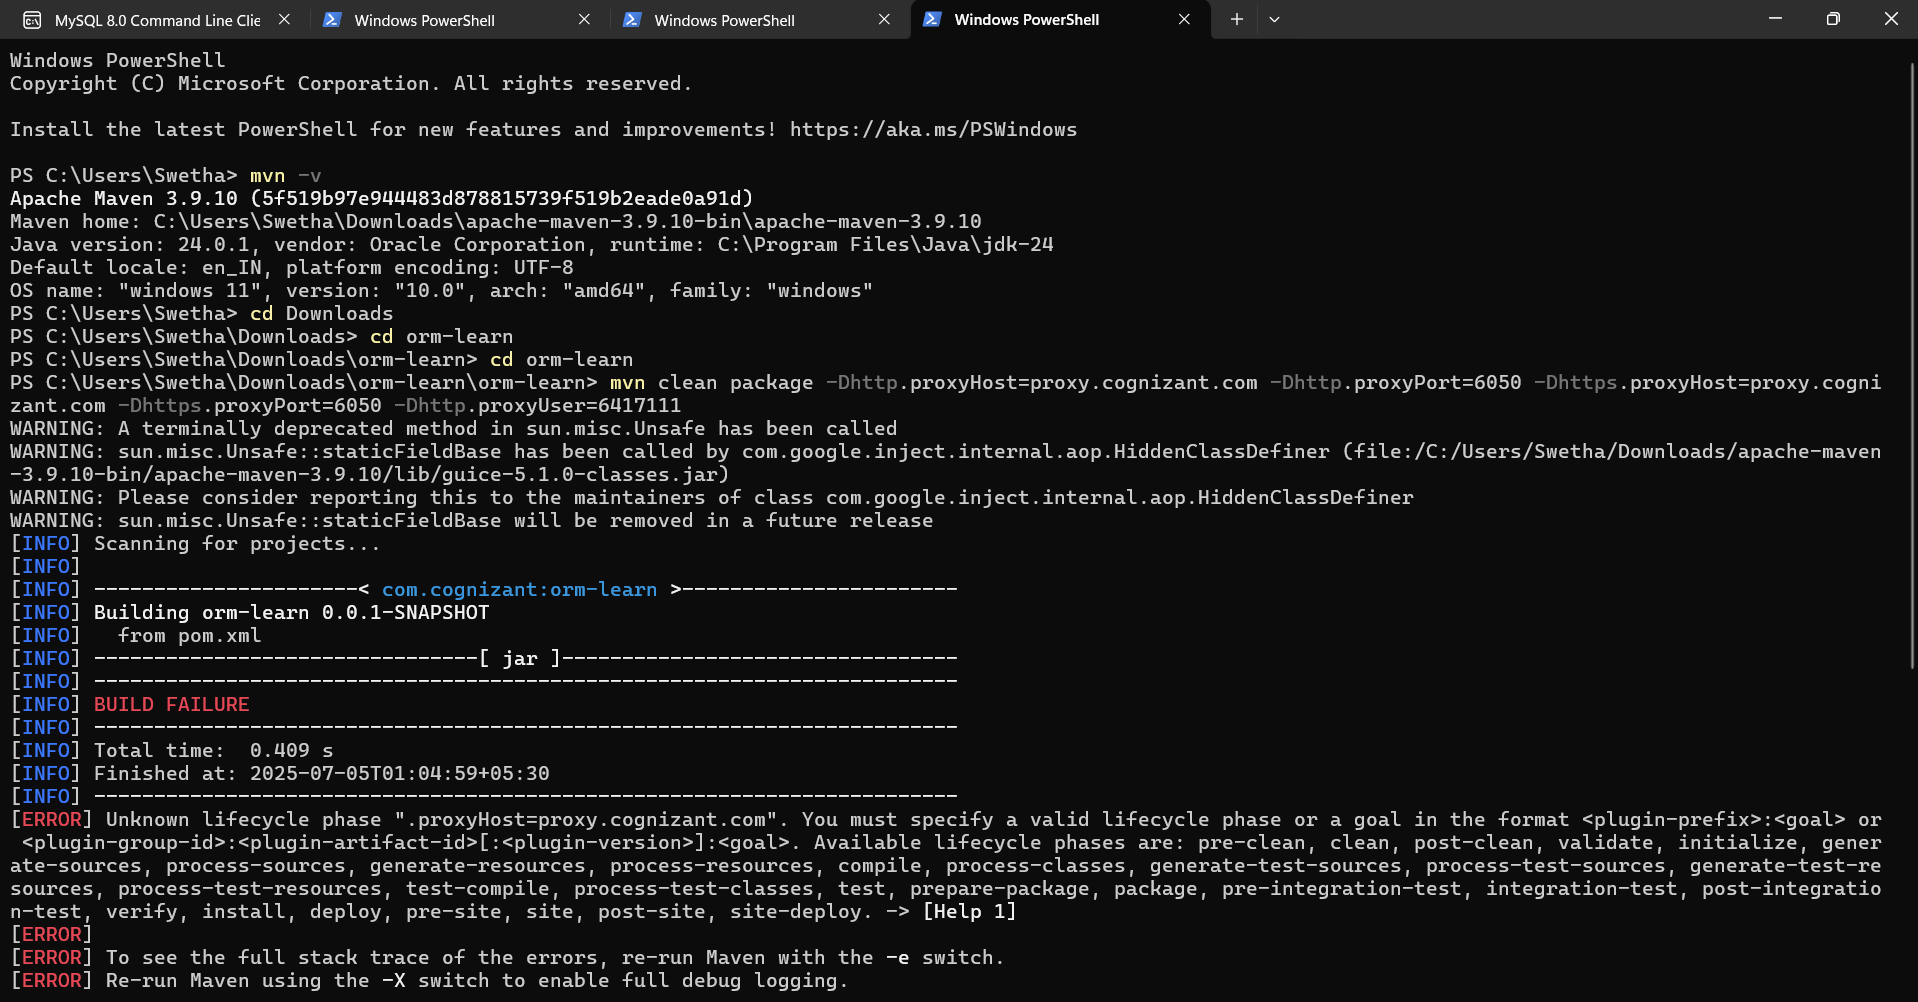 MySQL 8.0 Command Line Clie
Windows PowerShell
Windows PowerShell
Windows PowerShell
Windows PowerShell
Copyright (C) Microsoft Corporation. All rights reserved.
Install the latest PowerShell for new features and improvements! https://aka.ms/PSWindows
PS C:\Users\Swetha> mvn -v
Apache Maven 3.9.10 (5f519b97e944483d878815739f519b2eade0a91d)
Maven home: C:\Users\Swetha\Downloads\apache-maven-3.9.10-bin\apache-maven-3.9.10
Java version: 24.0.1, vendor: Oracle Corporation, runtime: C:\Program Files\Java\jdk-24
Default locale: en_IN, platform encoding: UTF-8
OS name: "windows 11", version: "10.0", arch: "amd64", family: "windows"
PS C:\Users\Swetha> cd Downloads
PS C:\Users\Swetha\Downloads> cd orm-learn
PS C:\Users\Swetha\Downloads\orm-learn> cd orm-learn
PS C:\Users\Swetha\Downloads\orm-learn\orm-learn> mvn clean package -Dhttp.proxyHost=proxy.cognizant.com -Dhttp.proxyPort=6050 -Dhttps.proxyHost=proxy.cogni
zant.com -Dhttps.proxyPort=6050 -Dhttp.proxyUser=6417111
WARNING: A terminally deprecated method in sun.misc.Unsafe has been called
WARNING: sun.misc.Unsafe::staticFieldBase has been called by com.google.inject.internal.aop.HiddenClassDefiner (file:/C:/Users/Swetha/Downloads/apache-maven
-3.9.10-bin/apache-maven-3.9.10/lib/guice-5.1.0-classes.jar)
WARNING: Please consider reporting this to the maintainers of class com.google.inject.internal.aop.HiddenClassDefiner
WARNING: sun.misc.Unsafe::staticFieldBase will be removed in a future release
[INFO] Scanning for projects...
[INFO]
[INFO] ----------------------< com.cognizant:orm-learn >-----------------------
[INFO] Building orm-learn 0.0.1-SNAPSHOT
[INFO]   from pom.xml
[INFO] --------------------------------[ jar ]---------------------------------
[INFO] ------------------------------------------------------------------------
[INFO] BUILD FAILURE
[INFO] ------------------------------------------------------------------------
[INFO] Total time:  0.409 s
[INFO] Finished at: 2025-07-05T01:04:59+05:30
[INFO] ------------------------------------------------------------------------
[ERROR] Unknown lifecycle phase ".proxyHost=proxy.cognizant.com". You must specify a valid lifecycle phase or a goal in the format <plugin-prefix>:<goal> or
 <plugin-group-id>:<plugin-artifact-id>[:<plugin-version>]:<goal>. Available lifecycle phases are: pre-clean, clean, post-clean, validate, initialize, gener
ate-sources, process-sources, generate-resources, process-resources, compile, process-classes, generate-test-sources, process-test-sources, generate-test-re
sources, process-test-resources, test-compile, process-test-classes, test, prepare-package, package, pre-integration-test, integration-test, post-integratio
n-test, verify, install, deploy, pre-site, site, post-site, site-deploy. -> [Help 1]
[ERROR]
[ERROR] To see the full stack trace of the errors, re-run Maven with the -e switch.
[ERROR] Re-run Maven using the -X switch to enable full debug logging.